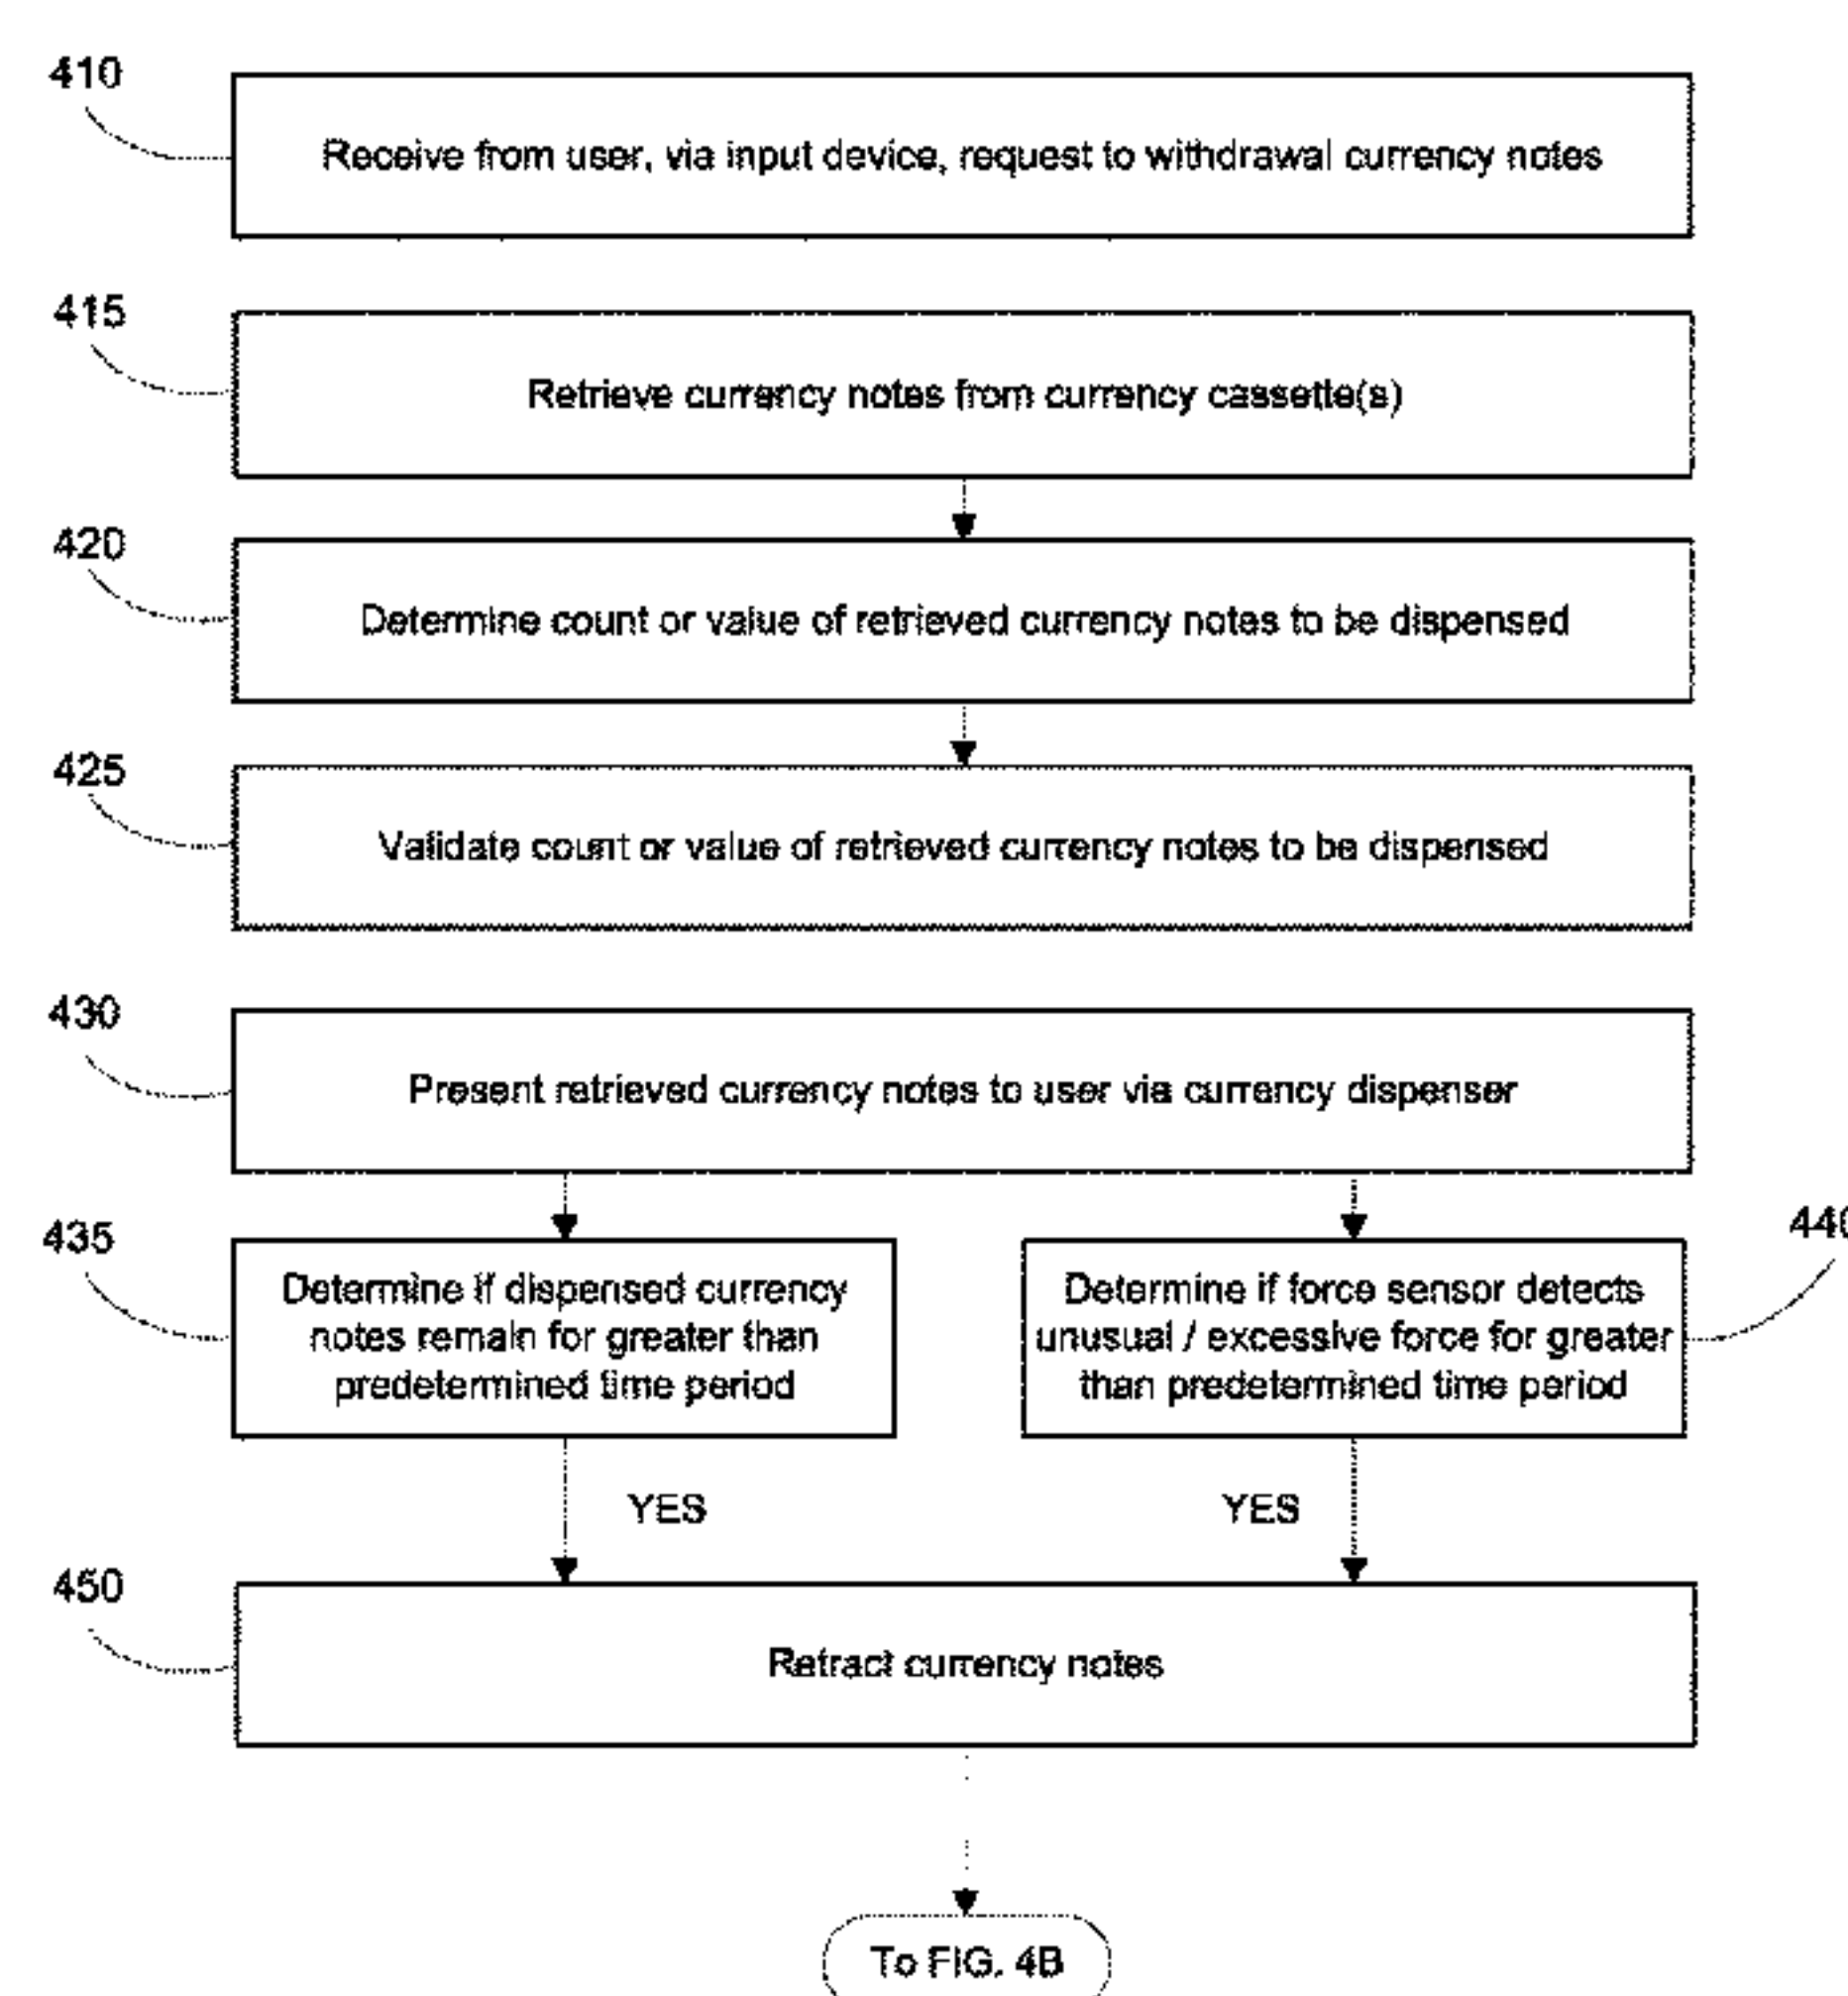 410
Receive from user, via input device, request to withdrawal currency notes
415
Retrieve currency notes from currency cassette(s)
420
Determine count or value of retrieved currency notes to be dispensed
425
Validate count or value of retrieved currency notes to be dispensed
430
Present retrieved currency notes to user via currency dispenser
435
Determine if dispensed currency
notes remain for greater than
predetermined time period
440
Determine if force sensor detects
unusual / excessive force for greater
than predetermined time period
YES
YES
450
Retract currency notes
To FIG. 4B